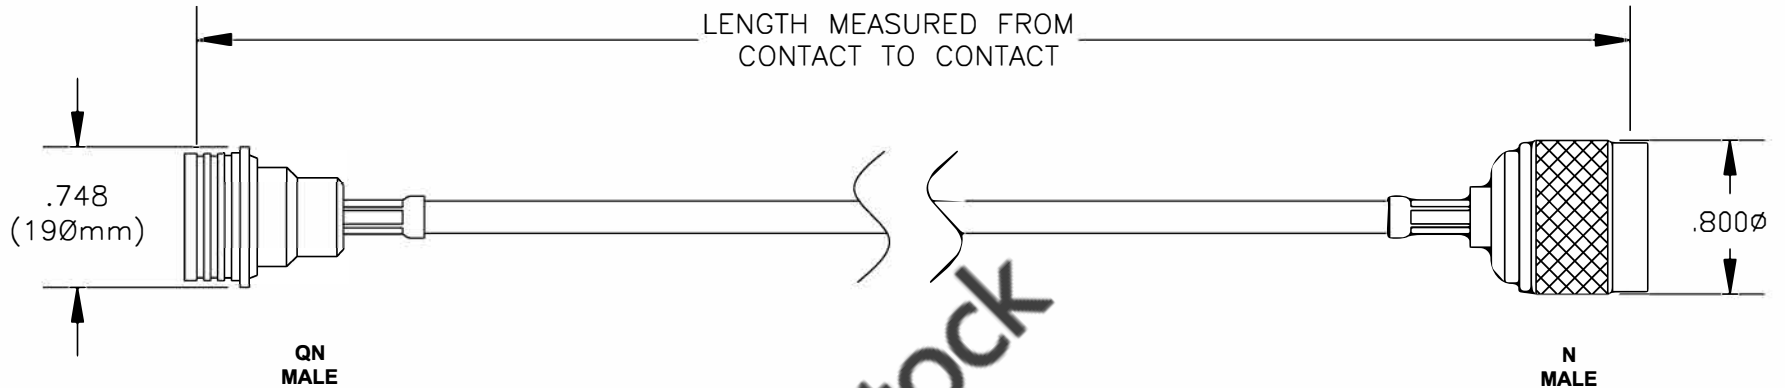 LENGTH MEASURED FROM
CONTACT TO CONTACT
.748
(19Ømm)
.800ø
QN
MALE
N
MALE